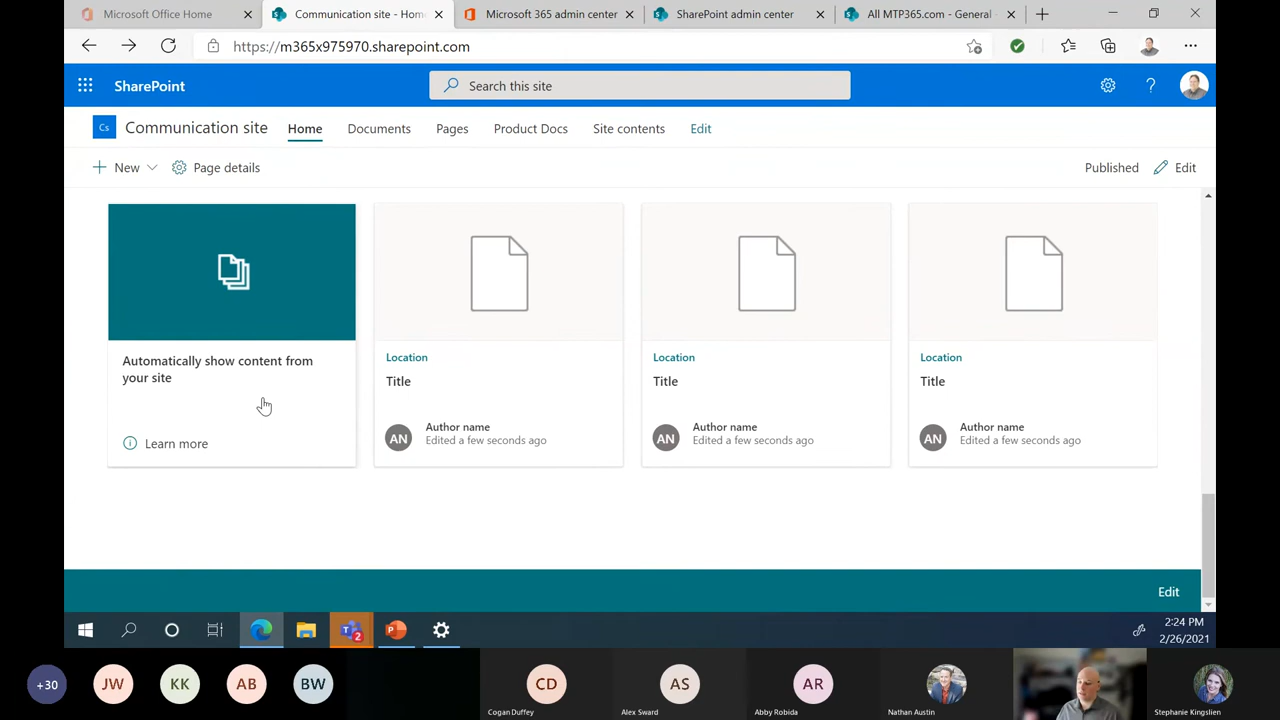 Microsoft Office Home
Communication site - Hom
Microsoft 365 admin center
SharePoint admin center
All MTP365.com - General -
https://m365x975970.sharepoint.com
SharePoint
Search this site
Cs
Communication site
Home
Documents
Pages
Product Docs
Site contents
Edit
New
Page details
Published
Edit
Automatically show content from
your site
Learn more
Location
Title
AN
Author name
Edited a few seconds ago
Location
Title
AN
Author name
Edited a few seconds ago
Location
Title
AN
Author name
Edited a few seconds ago
Edit
2
2:24 PM
2/26/2021
+30
JW
KK
AB
BW
CD
Cogan Duffey
AS
Alex Sward
AR
Abby Robida
Nathan Austin
Stephanie Kingslien